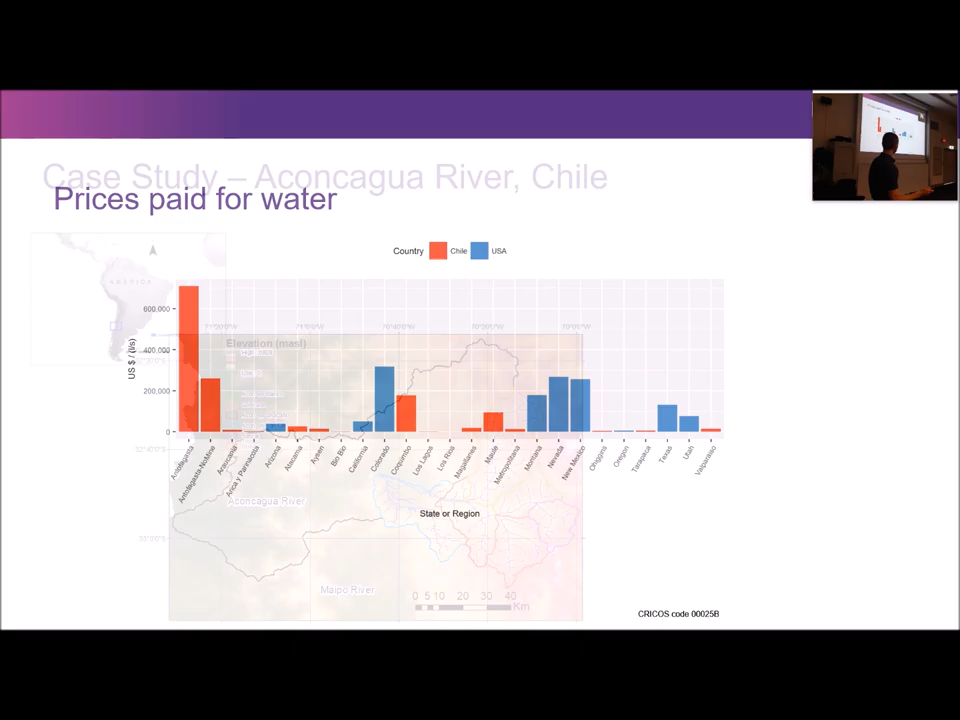 Case Study – Aconcagua River, Chile
Prices paid for water
Country Chile USA
AMERICA
600,000
400,000
200,000
0
US $ / (l/s)
Elevation (masl)
Antofagasta
Antofagasta-NoMine
Araucania
Arica y Parinacota
Arizona
Atacama
Aysen
Bio Bio
California
Colorado
Coquimbo
Los Lagos
Los Rios
Magallanes
Maule
Metropolitana
Montana
Nevada
New Mexico
Ohiggins
Oregon
Tarapaca
Texas
Utah
Valparaiso
Aconcagua River
State or Region
Maipo River
0 5 10 20 30 40
Km
CRICOS code 00025B